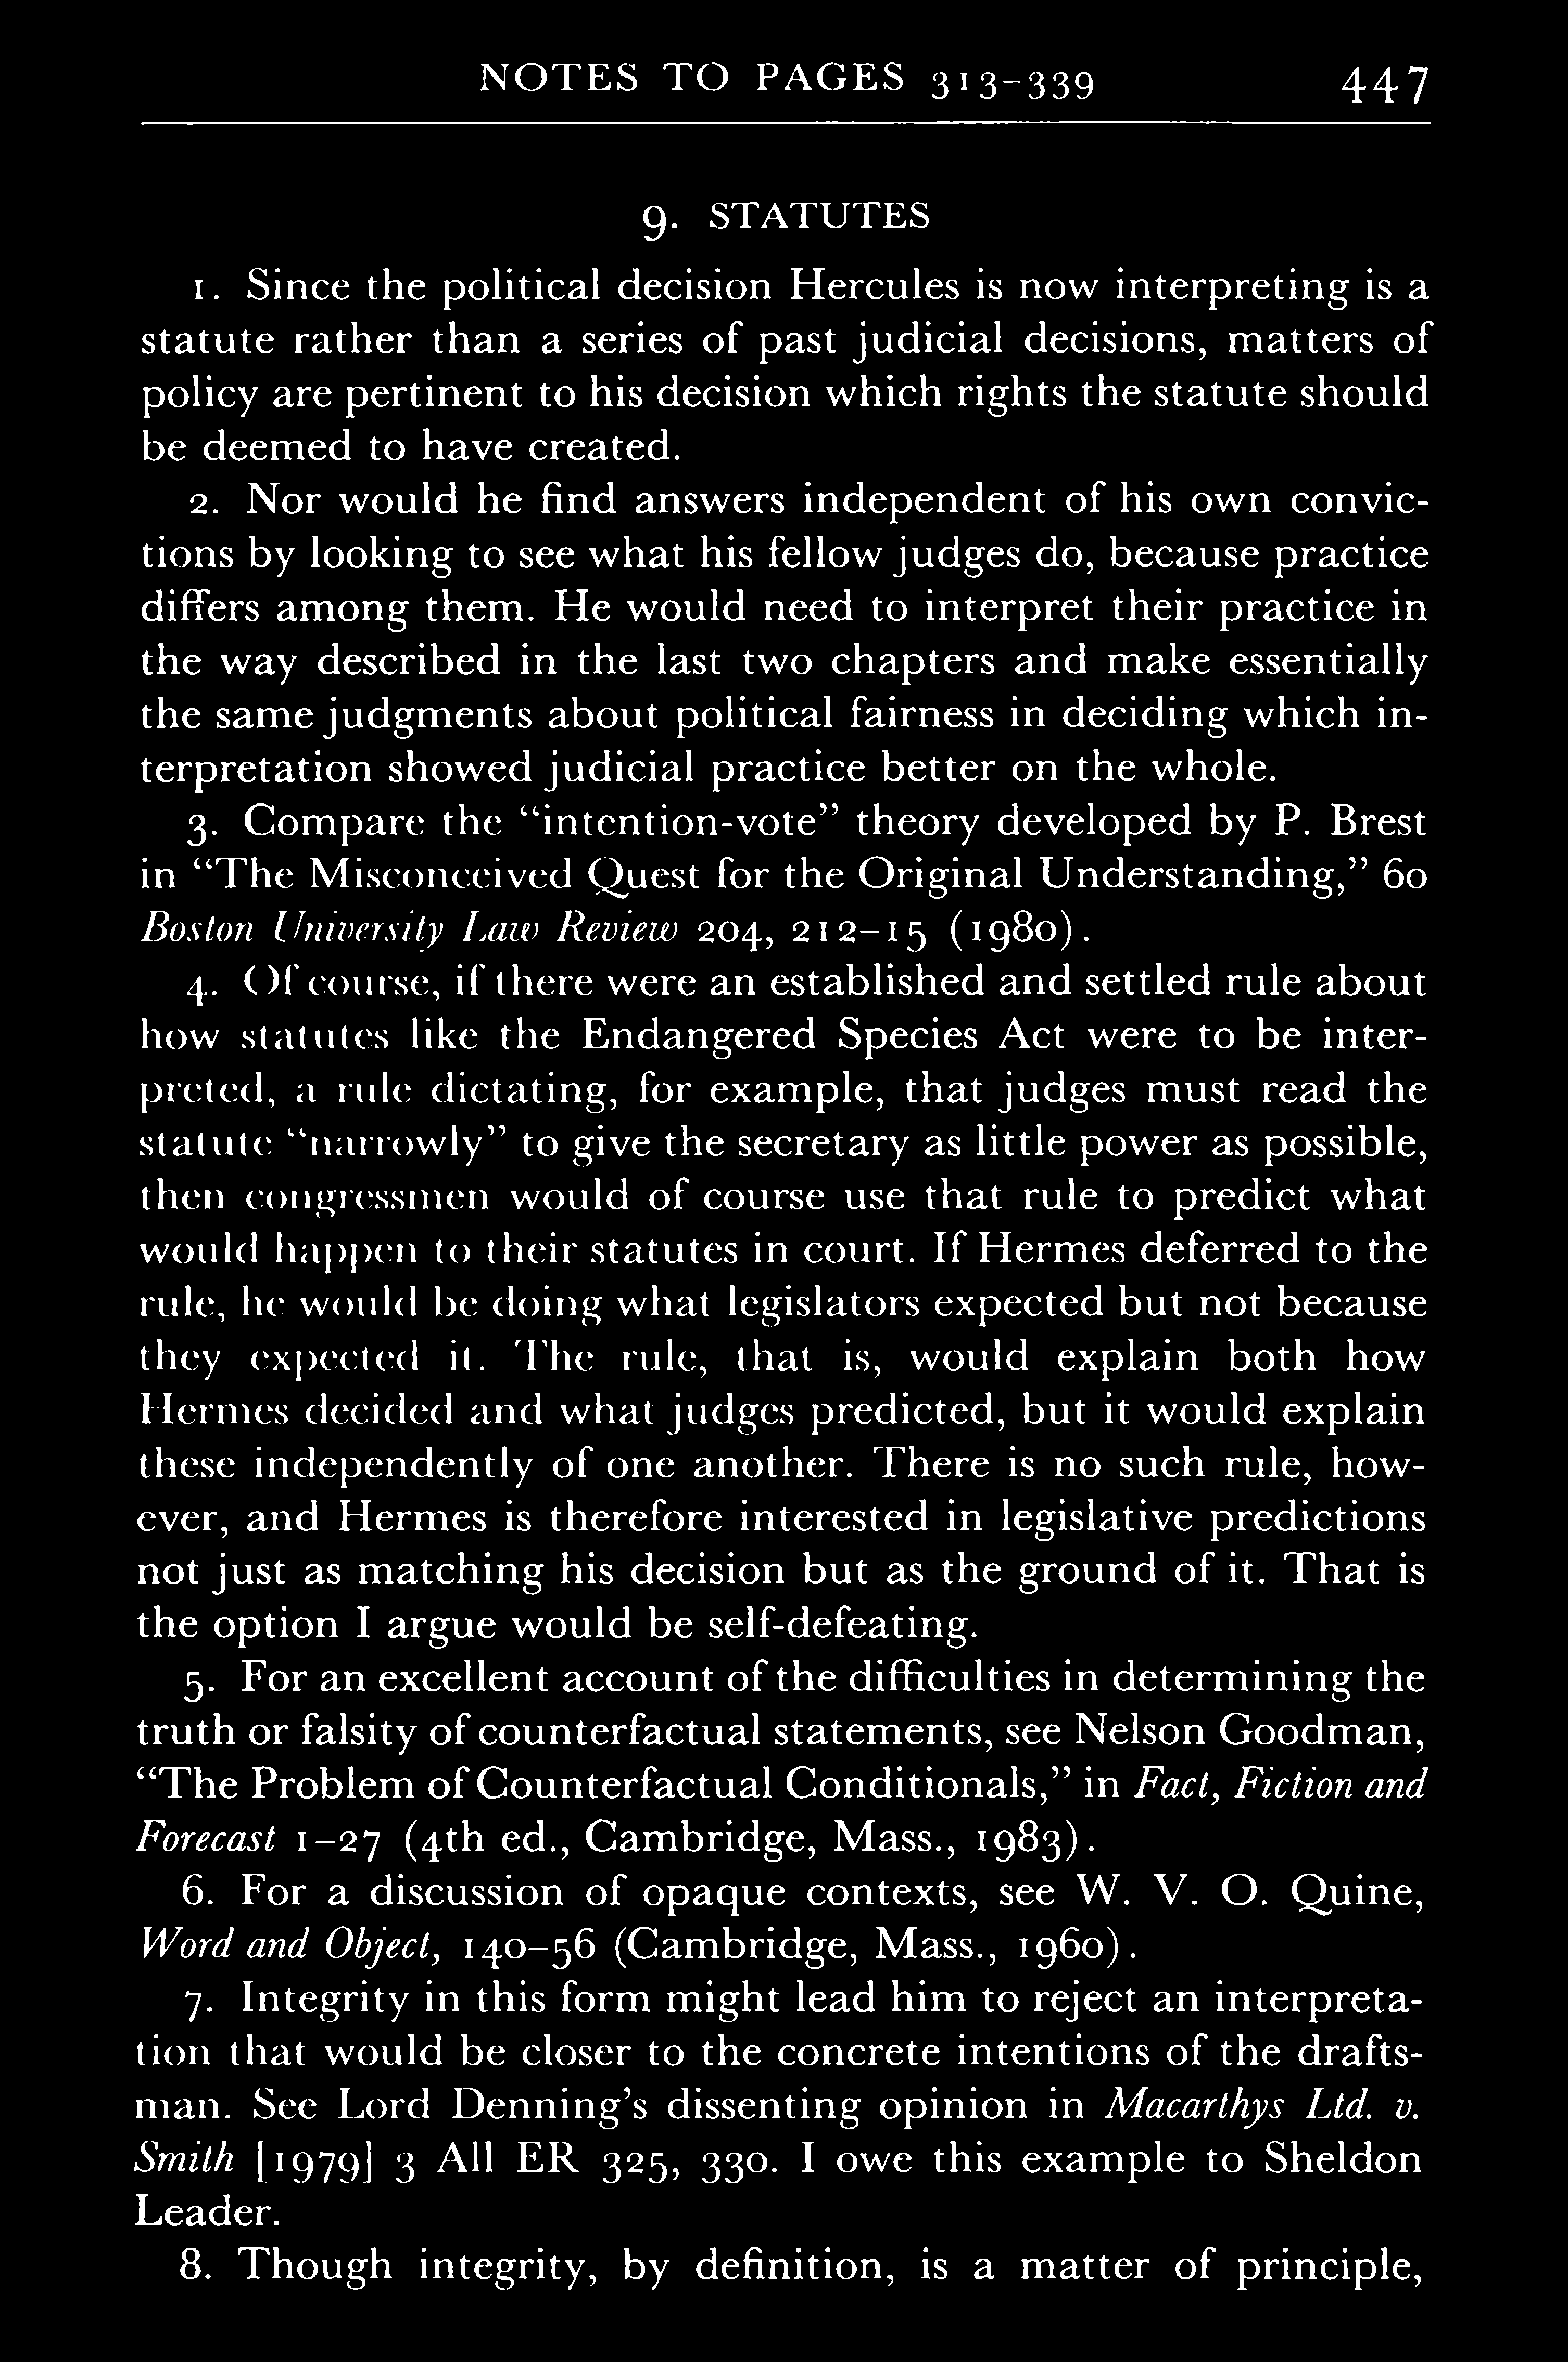 NOTES TO PAGES 313–339 447
9. STATUTES
1. Since the political decision Hercules is now interpreting is a
statute rather than a series of past judicial decisions, matters of
policy are pertinent to his decision which rights the statute should
be deemed to have created.
2. Nor would he find answers independent of his own convic-
tions by looking to see what his fellow judges do, because practice
differs among them. He would need to interpret their practice in
the way described in the last two chapters and make essentially
the same judgments about political fairness in deciding which in-
terpretation showed judicial practice better on the whole.
3. Compare the “intention-vote” theory developed by P. Brest
in “The Misconceived Quest for the Original Understanding,” 60
Boston University Law Review 204, 212–15 (1980).
4. Of course, if there were an established and settled rule about
how statutes like the Endangered Species Act were to be inter-
preted, a rule dictating, for example, that judges must read the
statute “narrowly” to give the secretary as little power as possible,
then congressmen would of course use that rule to predict what
would happen to their statutes in court. If Hermes deferred to the
rule, he would be doing what legislators expected but not because
they expected it. The rule, that is, would explain both how
Hermes decided and what judges predicted, but it would explain
these independently of one another. There is no such rule, how-
ever, and Hermes is therefore interested in legislative predictions
not just as matching his decision but as the ground of it. That is
the option I argue would be self-defeating.
5. For an excellent account of the difficulties in determining the
truth or falsity of counterfactual statements, see Nelson Goodman,
“The Problem of Counterfactual Conditionals,” in Fact, Fiction and
Forecast 1–27 (4th ed., Cambridge, Mass., 1983).
6. For a discussion of opaque contexts, see W. V. O. Quine,
Word and Object, 140–56 (Cambridge, Mass., 1960).
7. Integrity in this form might lead him to reject an interpreta-
tion that would be closer to the concrete intentions of the drafts-
man. See Lord Denning’s dissenting opinion in Macarthys Ltd. v.
Smith [1979] 3 All ER 325, 330. I owe this example to Sheldon
Leader.
8. Though integrity, by definition, is a matter of principle,